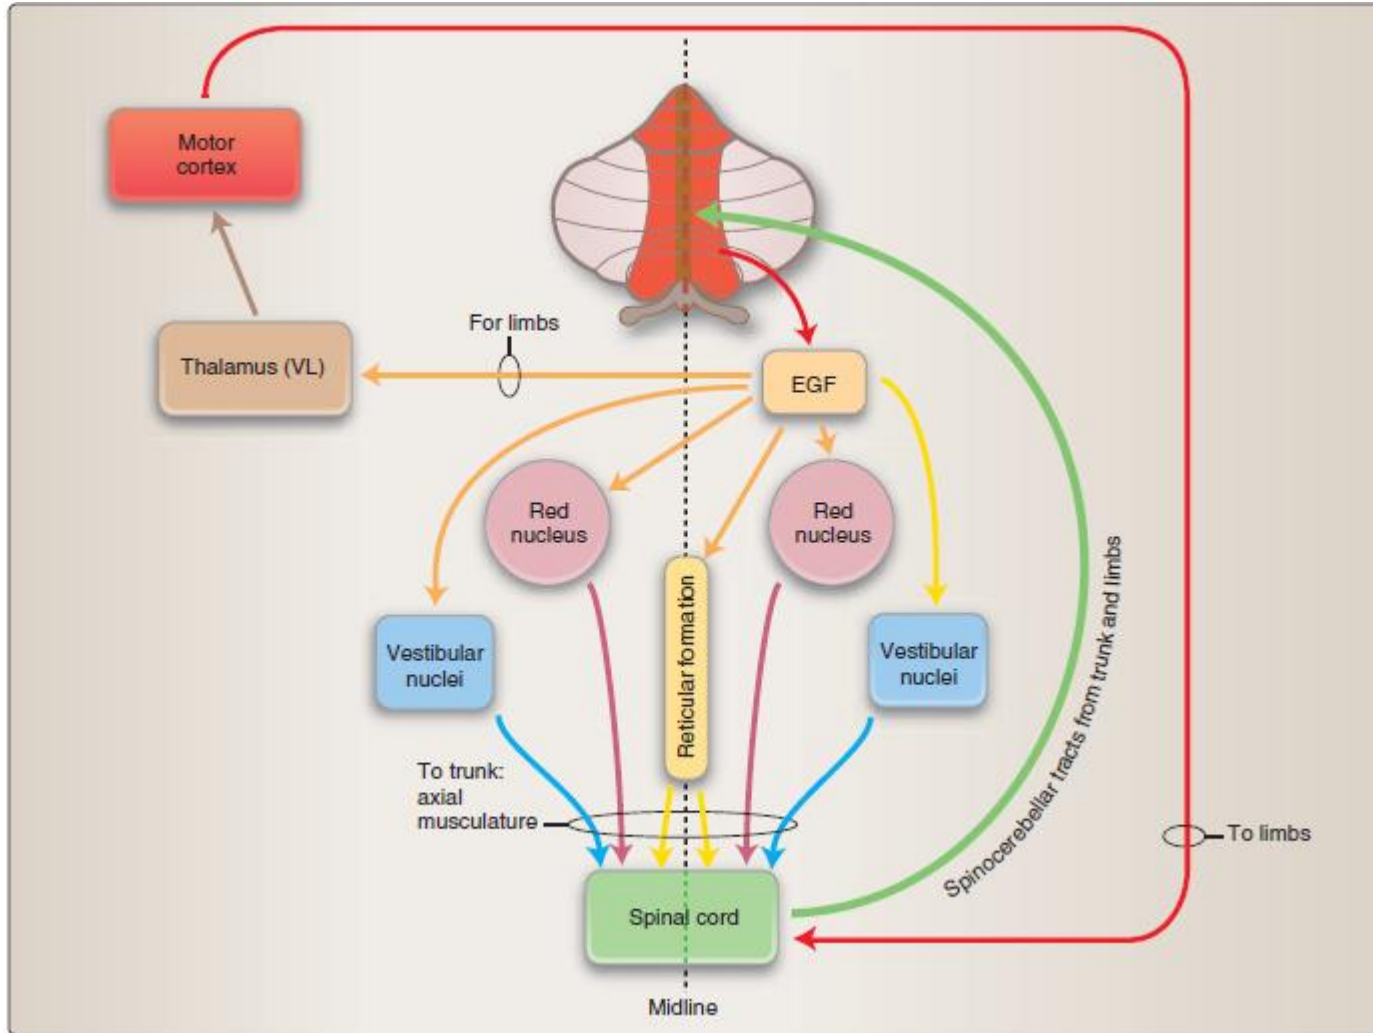 Motor
cortex
For limbs
Thalamus (VL)
EGF
Red
nucleus
Red
nucleus
Reticular formation
Vestibular
nuclei
Vestibular
nuclei
Spinocerebellar tracts from trunk and limbs
To trunk:
axial
musculature
To limbs
Spinal cord
Midline